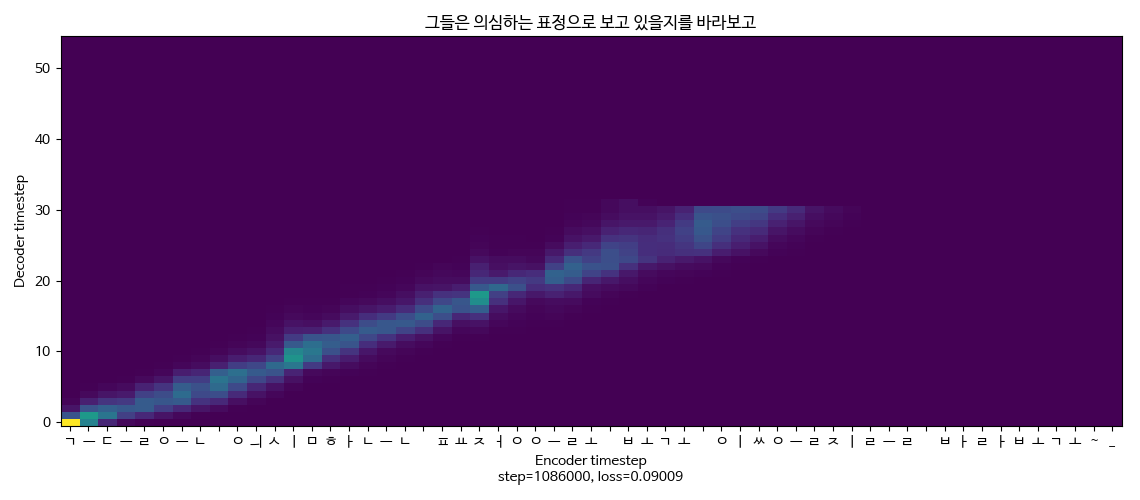 그들은 의심하는 표정으로 보고 있을지를 바라보고
50
40
30
20
10
0
Decoder timestep
ㄱ ㅡ ㄷ ㅡ ㄹ ㅇ ㅡ ㄴ ㅇ ㅢ ㅅ ㅣ ㅁ ㅎ ㅏ ㄴ ㅡ ㄴ ㅍ ㅛ ㅈ ㅓ ㅇ ㅇ ㅡ ㄹ ㅗ ㅂ ㅗ ㄱ ㅗ ㅇ ㅣ ㅆ ㅇ ㅡ ㄹ ㅈ ㅣ ㄹ ㅡ ㄹ ㅂ ㅏ ㄹ ㅏ ㅂ ㅗ ㄱ ㅗ ~ _
Encoder timestep
step=1086000, loss=0.09009